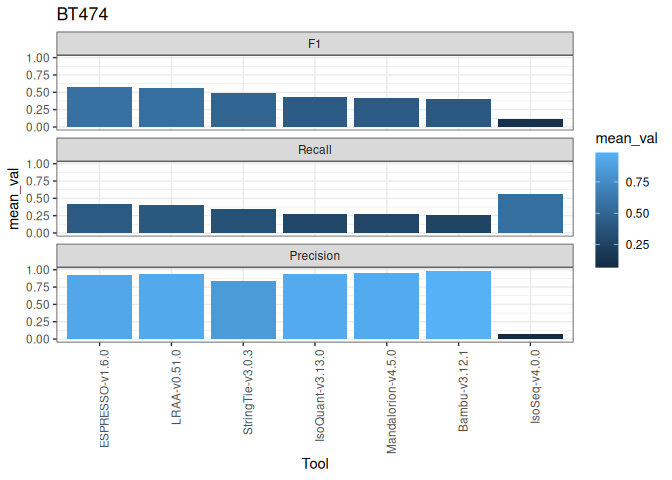 BT474
F1
1.00
0.75
0.50
0.25
0.00
Recall
1.00
0.75
0.50
0.25
0.00
Precision
1.00
0.75
0.50
0.25
0.00
mean_val
ESPRESSO-v1.6.0
LRAA-v0.51.0
StringTie-v3.0.3
IsoQuant-v3.13.0
Mandalorion-v4.5.0
Bambu-v3.12.1
IsoSeq-v4.0.0
Tool
mean_val
0.75
0.50
0.25